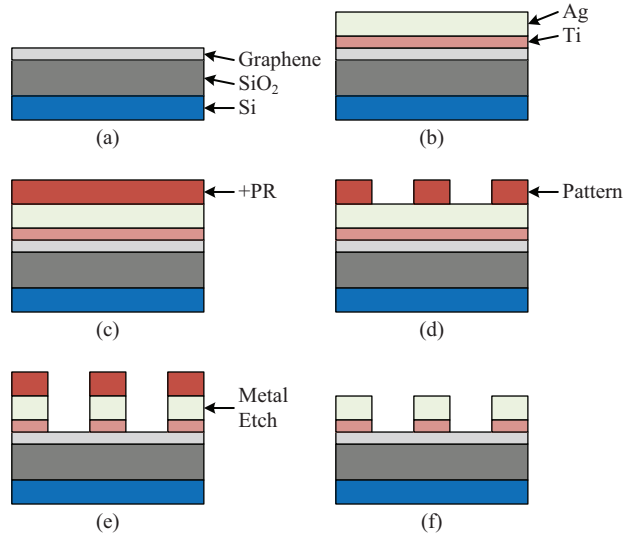 Graphene
SiO₂
Si
(a)
Ag
Ti
(b)
+PR
(c)
Pattern
(d)
Metal
Etch
(e)
(f)